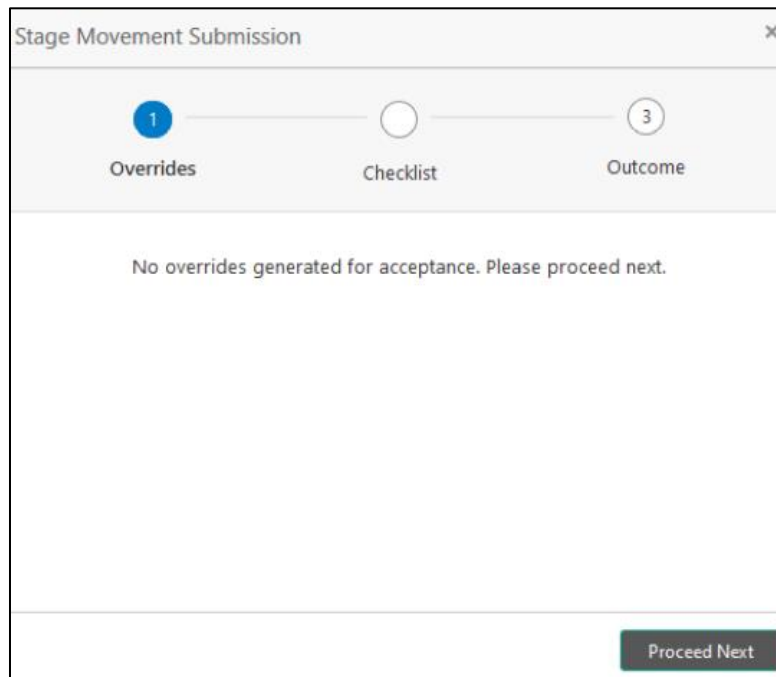 Stage Movement Submission
×
1
3
Overrides
Checklist
Outcome
No overrides generated for acceptance. Please proceed next.
Proceed Next